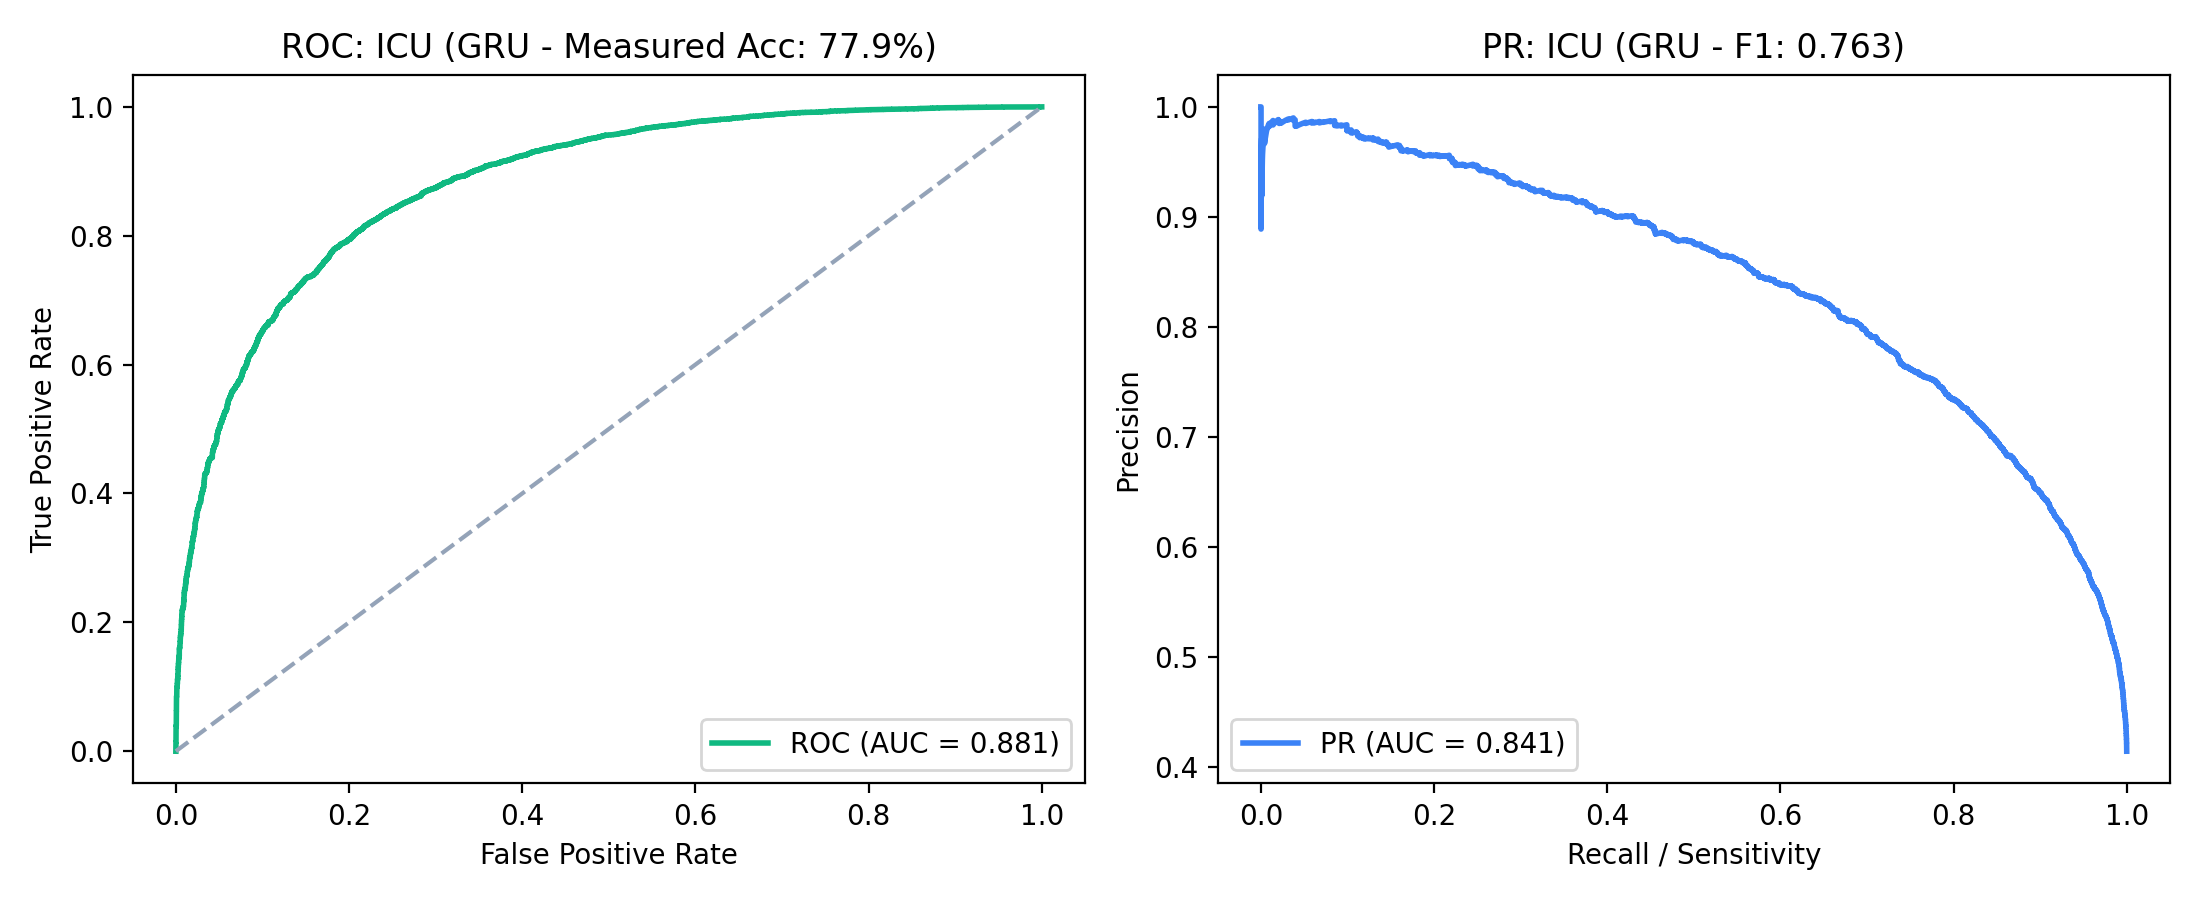 ROC: ICU (GRU - Measured Acc: 77.9%)
1.0
0.8
0.6
0.4
0.2
0.0
True Positive Rate
ROC (AUC = 0.881)
0.0 0.2 0.4 0.6 0.8 1.0
False Positive Rate
PR: ICU (GRU - F1: 0.763)
1.0
0.9
0.8
0.7
0.6
0.5
0.4
Precision
PR (AUC = 0.841)
0.0 0.2 0.4 0.6 0.8 1.0
Recall / Sensitivity